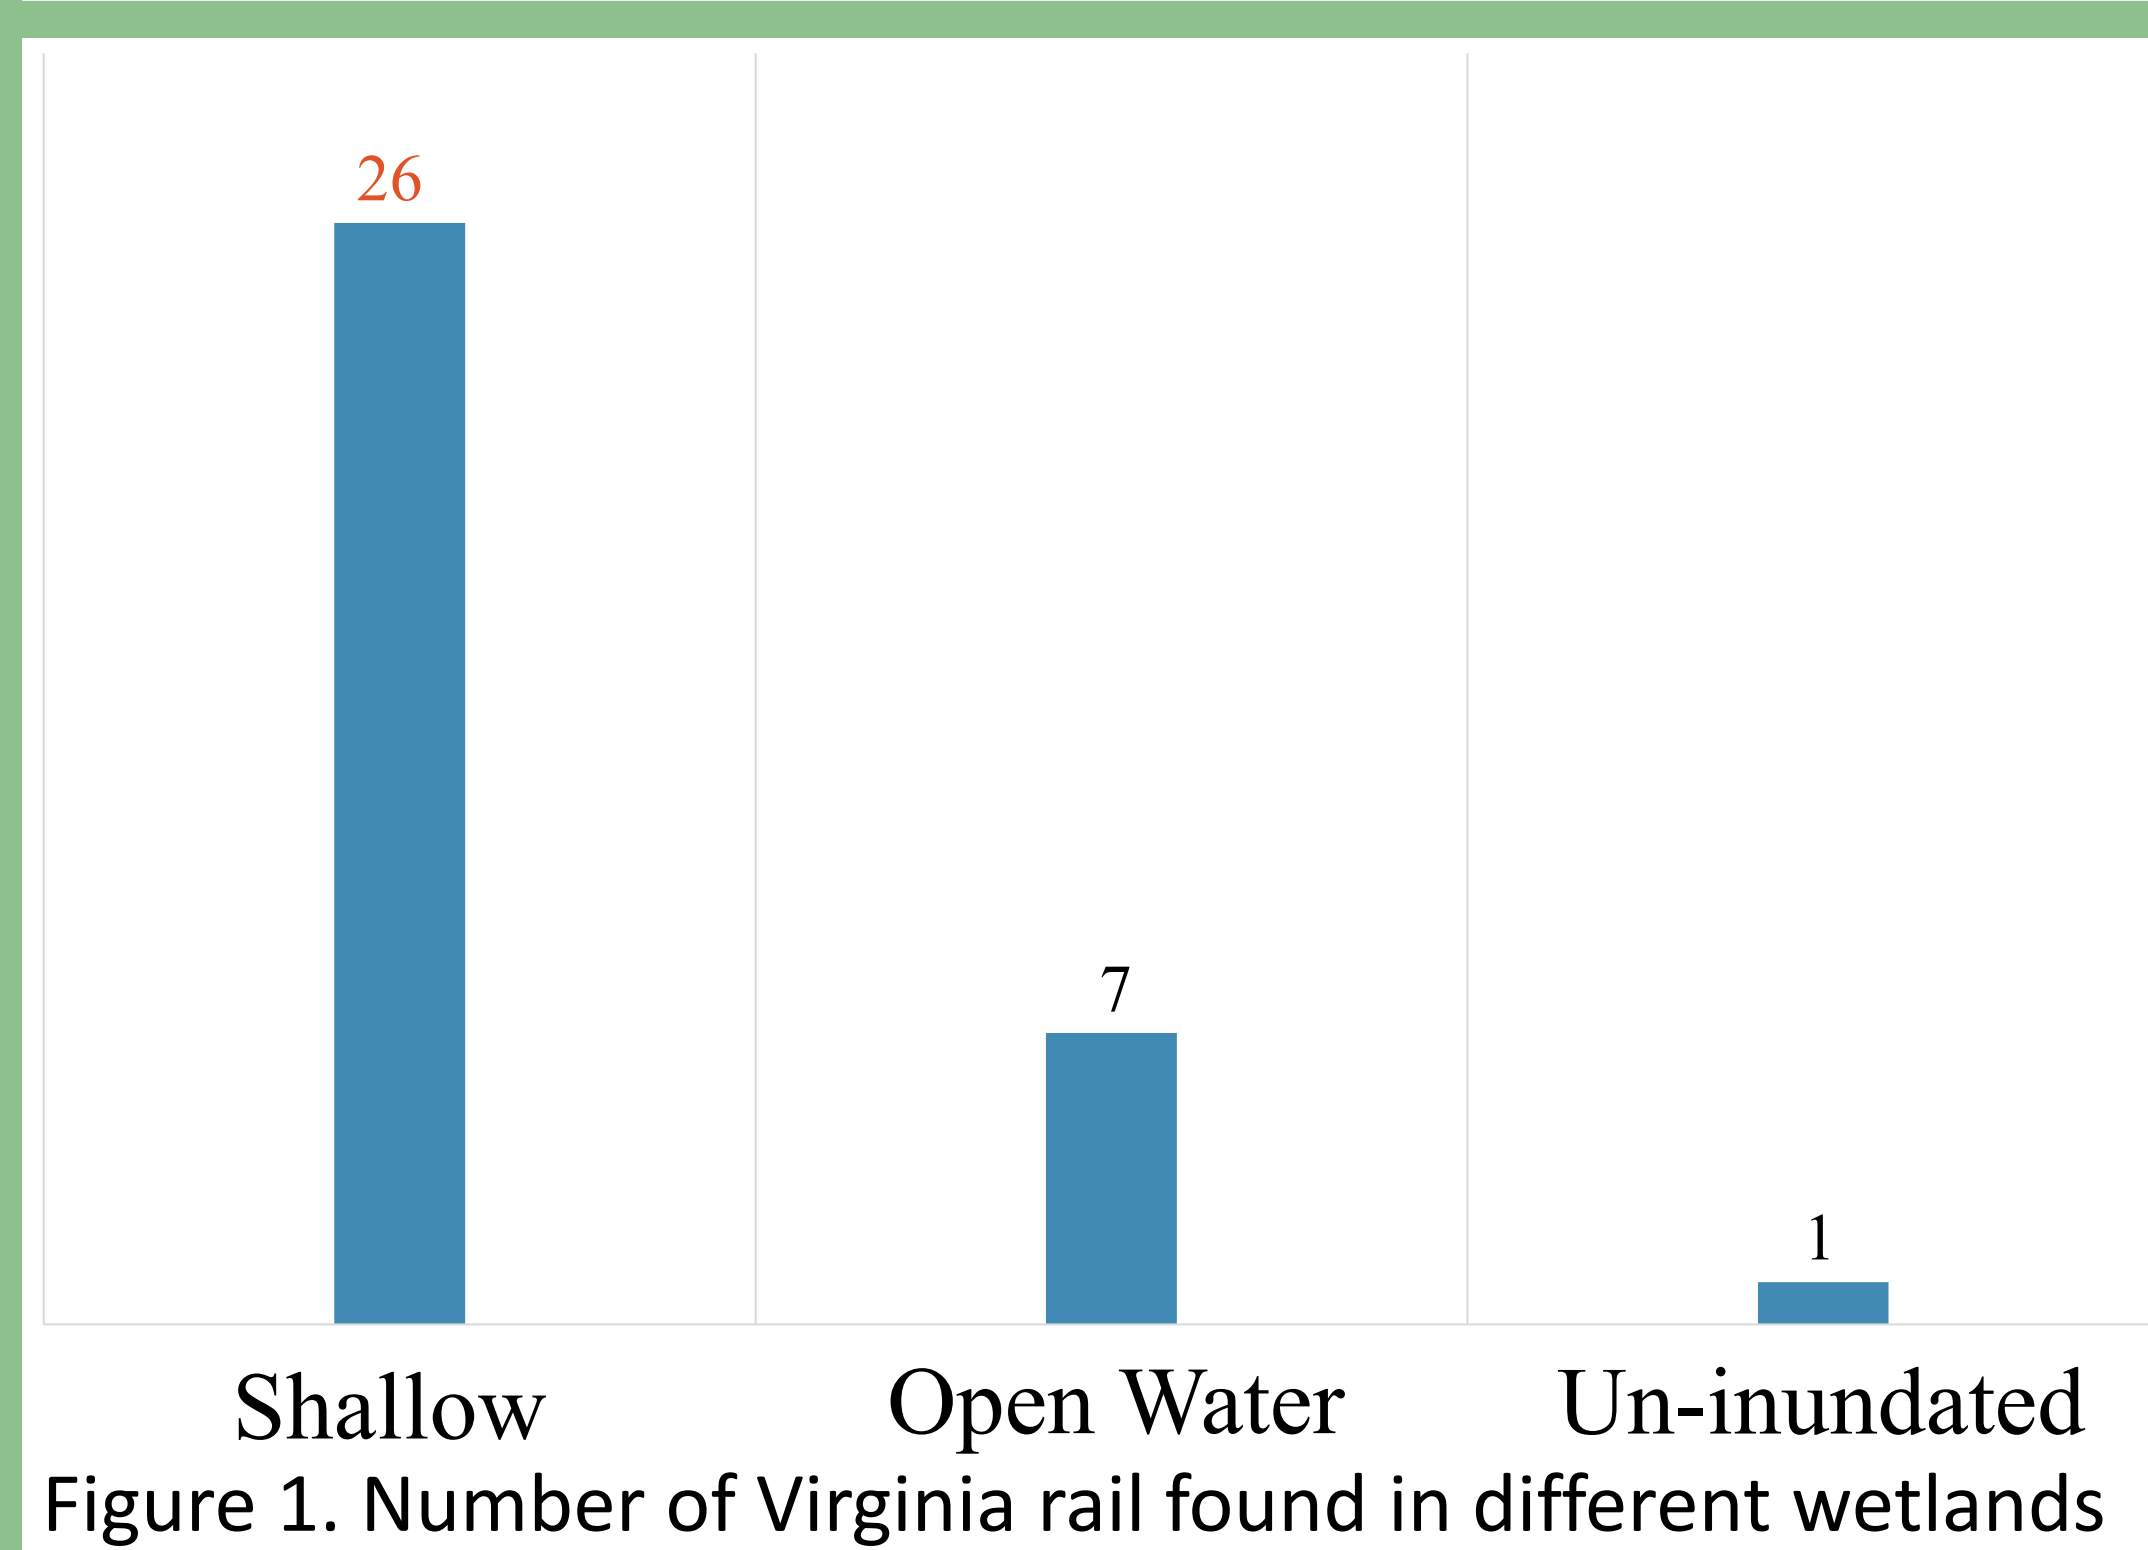 26
7
1
Shallow
Open Water
Un-inundated
Figure 1. Number of Virginia rail found in different wetlands